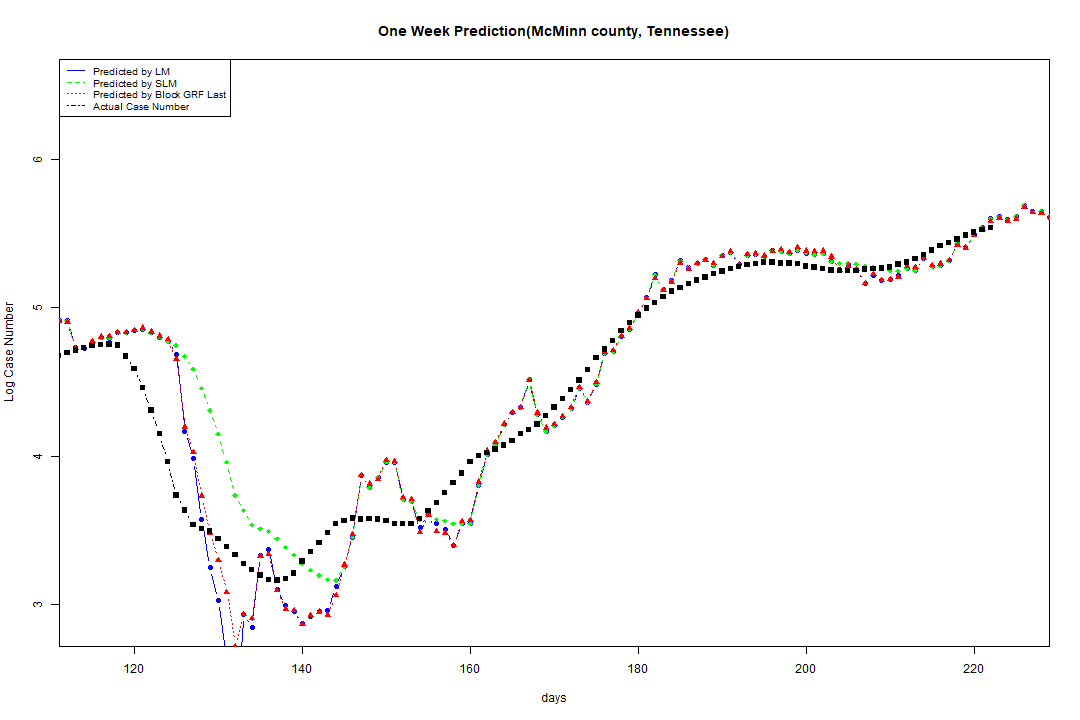 One Week Prediction(McMinn county, Tennessee)
Predicted by LM
Predicted by SLM
Predicted by Block GRF Last
Actual Case Number
6
5
4
3
Log Case Number
120 140 160 180 200 220
days